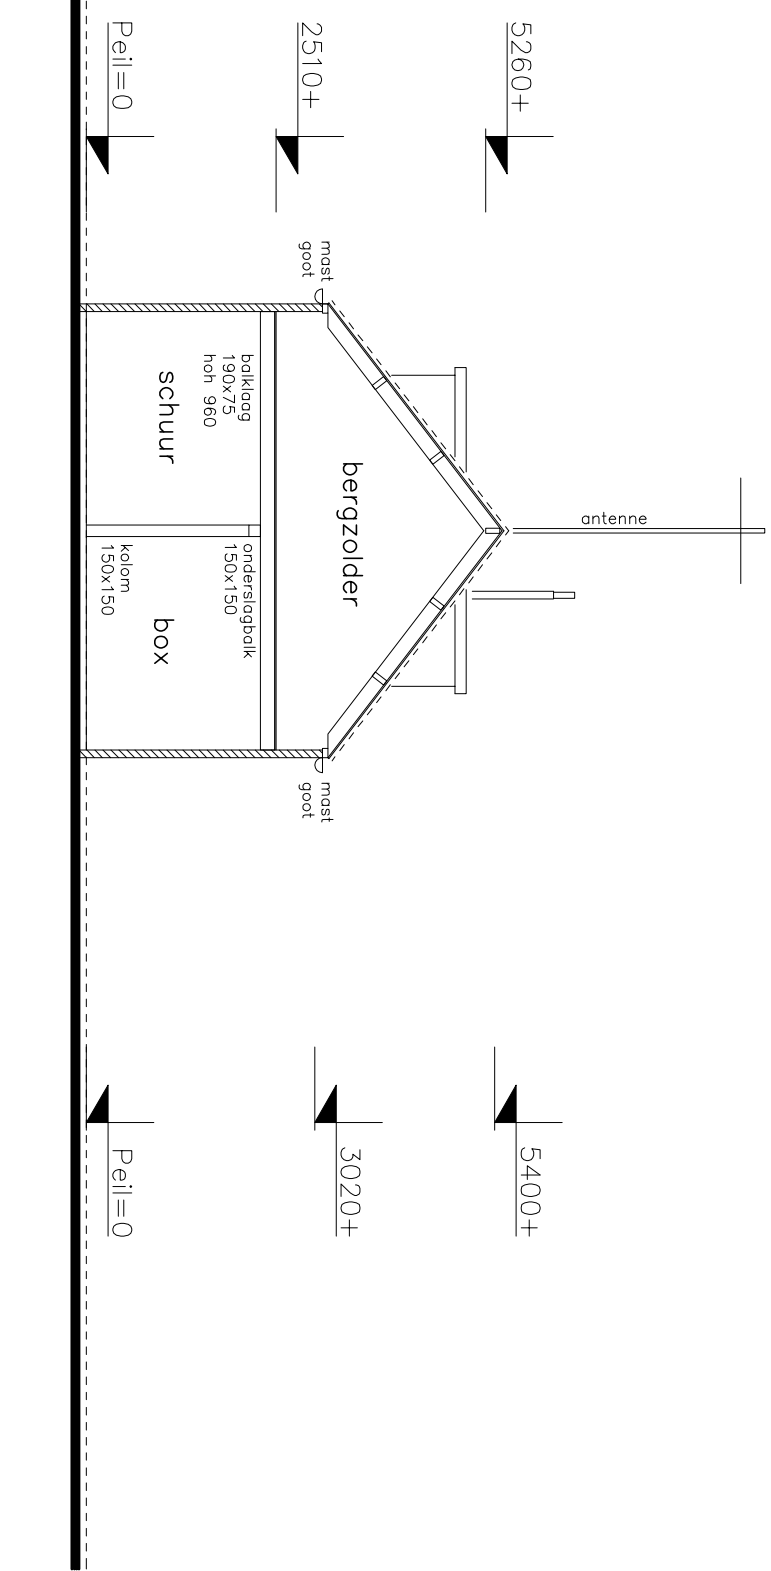 5260+
2510+
Peil=0
antenne
mast
goot
bergzolder
balklaag
190x75
hoh 960
schuur
onderslagbalk
150x150
box
kolom
150x150
mast
goot
5400+
3020+
Peil=0